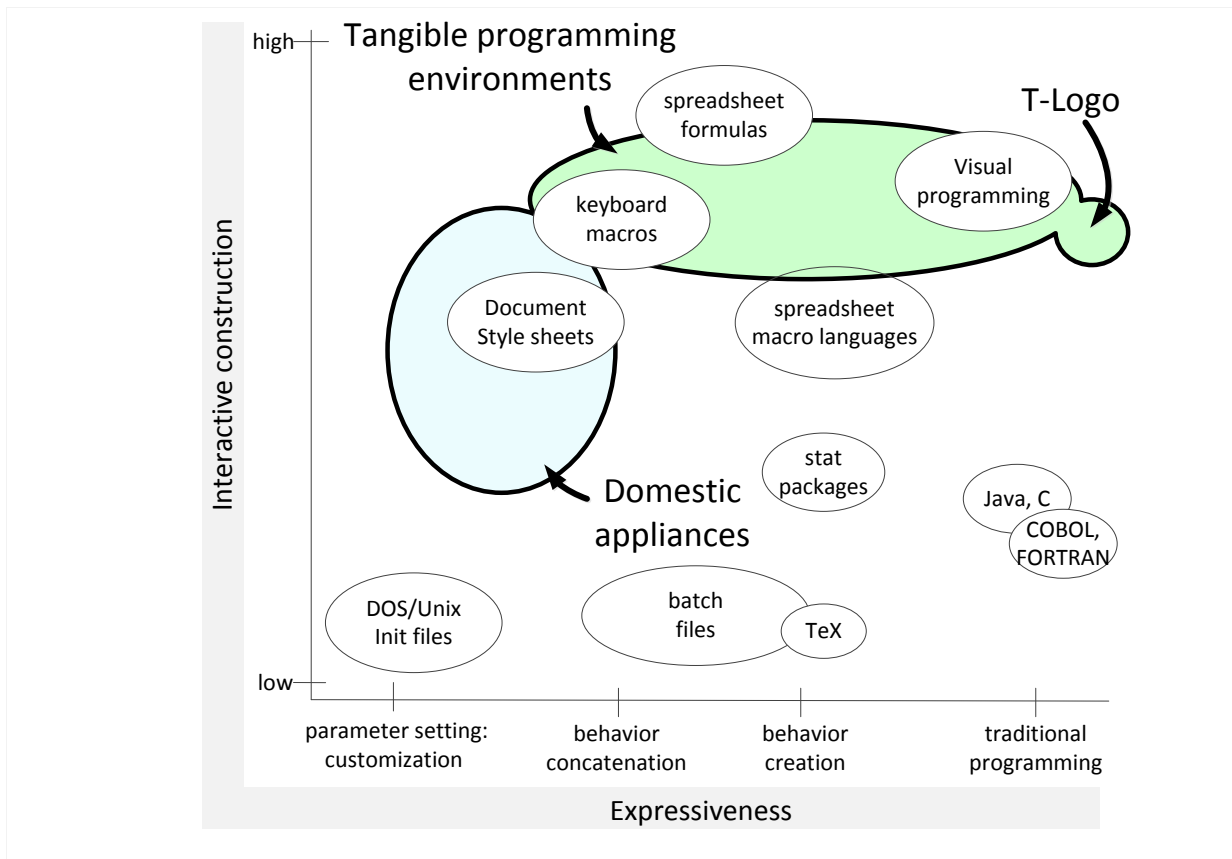 high
Tangible programming
environments
T-Logo
spreadsheet
formulas
Visual
programming
keyboard
macros
Document
Style sheets
spreadsheet
macro languages
Interactive construction
stat
packages
Domestic
appliances
Java, C
COBOL,
FORTRAN
DOS/Unix
Init files
batch
files
TeX
low
parameter setting:
customization
behavior
concatenation
behavior
creation
traditional
programming
Expressiveness